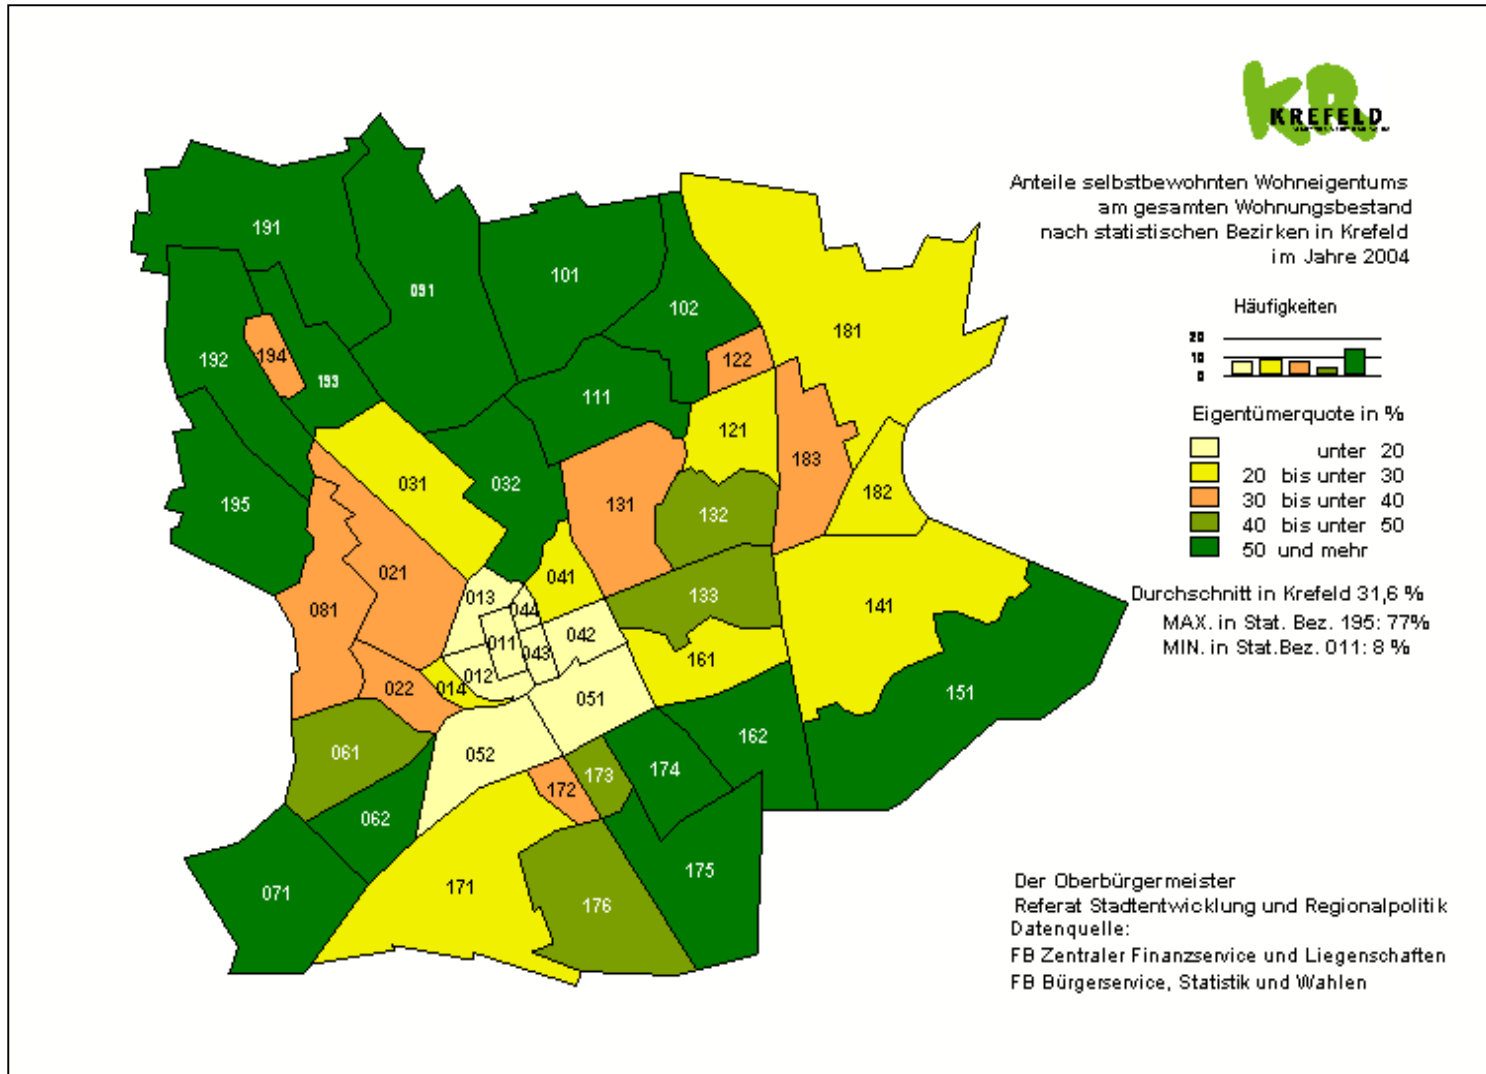 KREFELD
Anteile selbstbewohnten Wohneigentums
am gesamten Wohnungsbestand
nach statistischen Bezirken in Krefeld
im Jahre 2004
Häufigkeiten
20
10
0
Eigentümerquote in %
unter 20
20 bis unter 30
30 bis unter 40
40 bis unter 50
50 und mehr
Durchschnitt in Krefeld 31,6 %
MAX. in Stat. Bez. 195: 77%
MIN. in Stat.Bez. 011: 8 %
191
091
101
102
181
192
194
193
122
111
121
031
032
183
195
131
132
182
021
041
013
044
081
133
141
011
042
043
012
161
022
014
151
051
061
052
162
173
174
172
062
175
071
171
176
Der Oberbürgermeister
Referat Stadtentwicklung und Regionalpolitik
Datenquelle:
FB Zentraler Finanzservice und Liegenschaften
FB Bürgerservice, Statistik und Wahlen